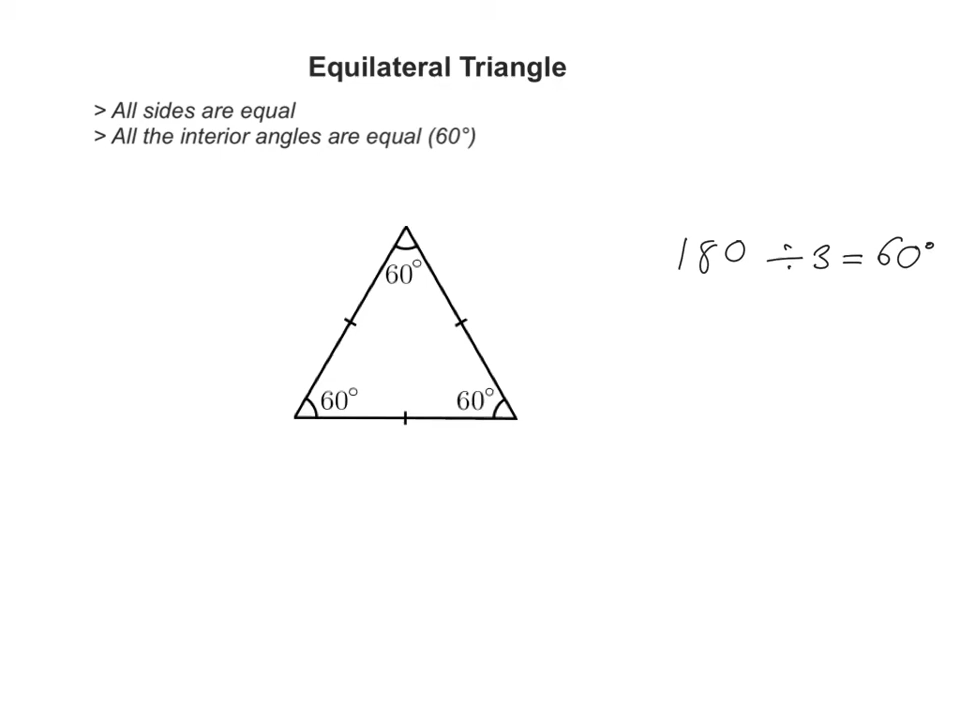 Equilateral Triangle
> All sides are equal
> All the interior angles are equal (60°)
180 ÷ 3 = 60°
60°
60° 60°